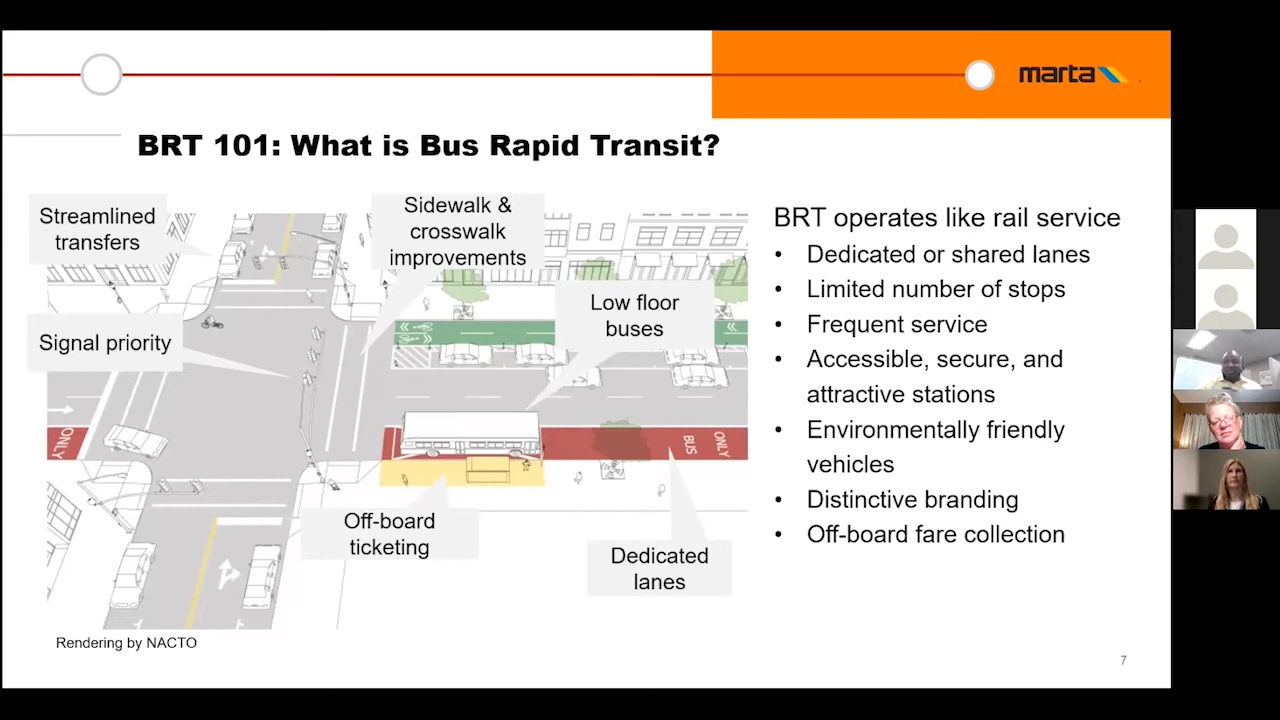 marta
BRT 101: What is Bus Rapid Transit?
Streamlined
transfers
Sidewalk &
crosswalk
improvements
Low floor
buses
Signal priority
ONLY
BUS
ONLY
Off-board
ticketing
Dedicated
lanes
Rendering by NACTO
BRT operates like rail service
• Dedicated or shared lanes
• Limited number of stops
• Frequent service
• Accessible, secure, and
attractive stations
• Environmentally friendly
vehicles
• Distinctive branding
• Off-board fare collection
7